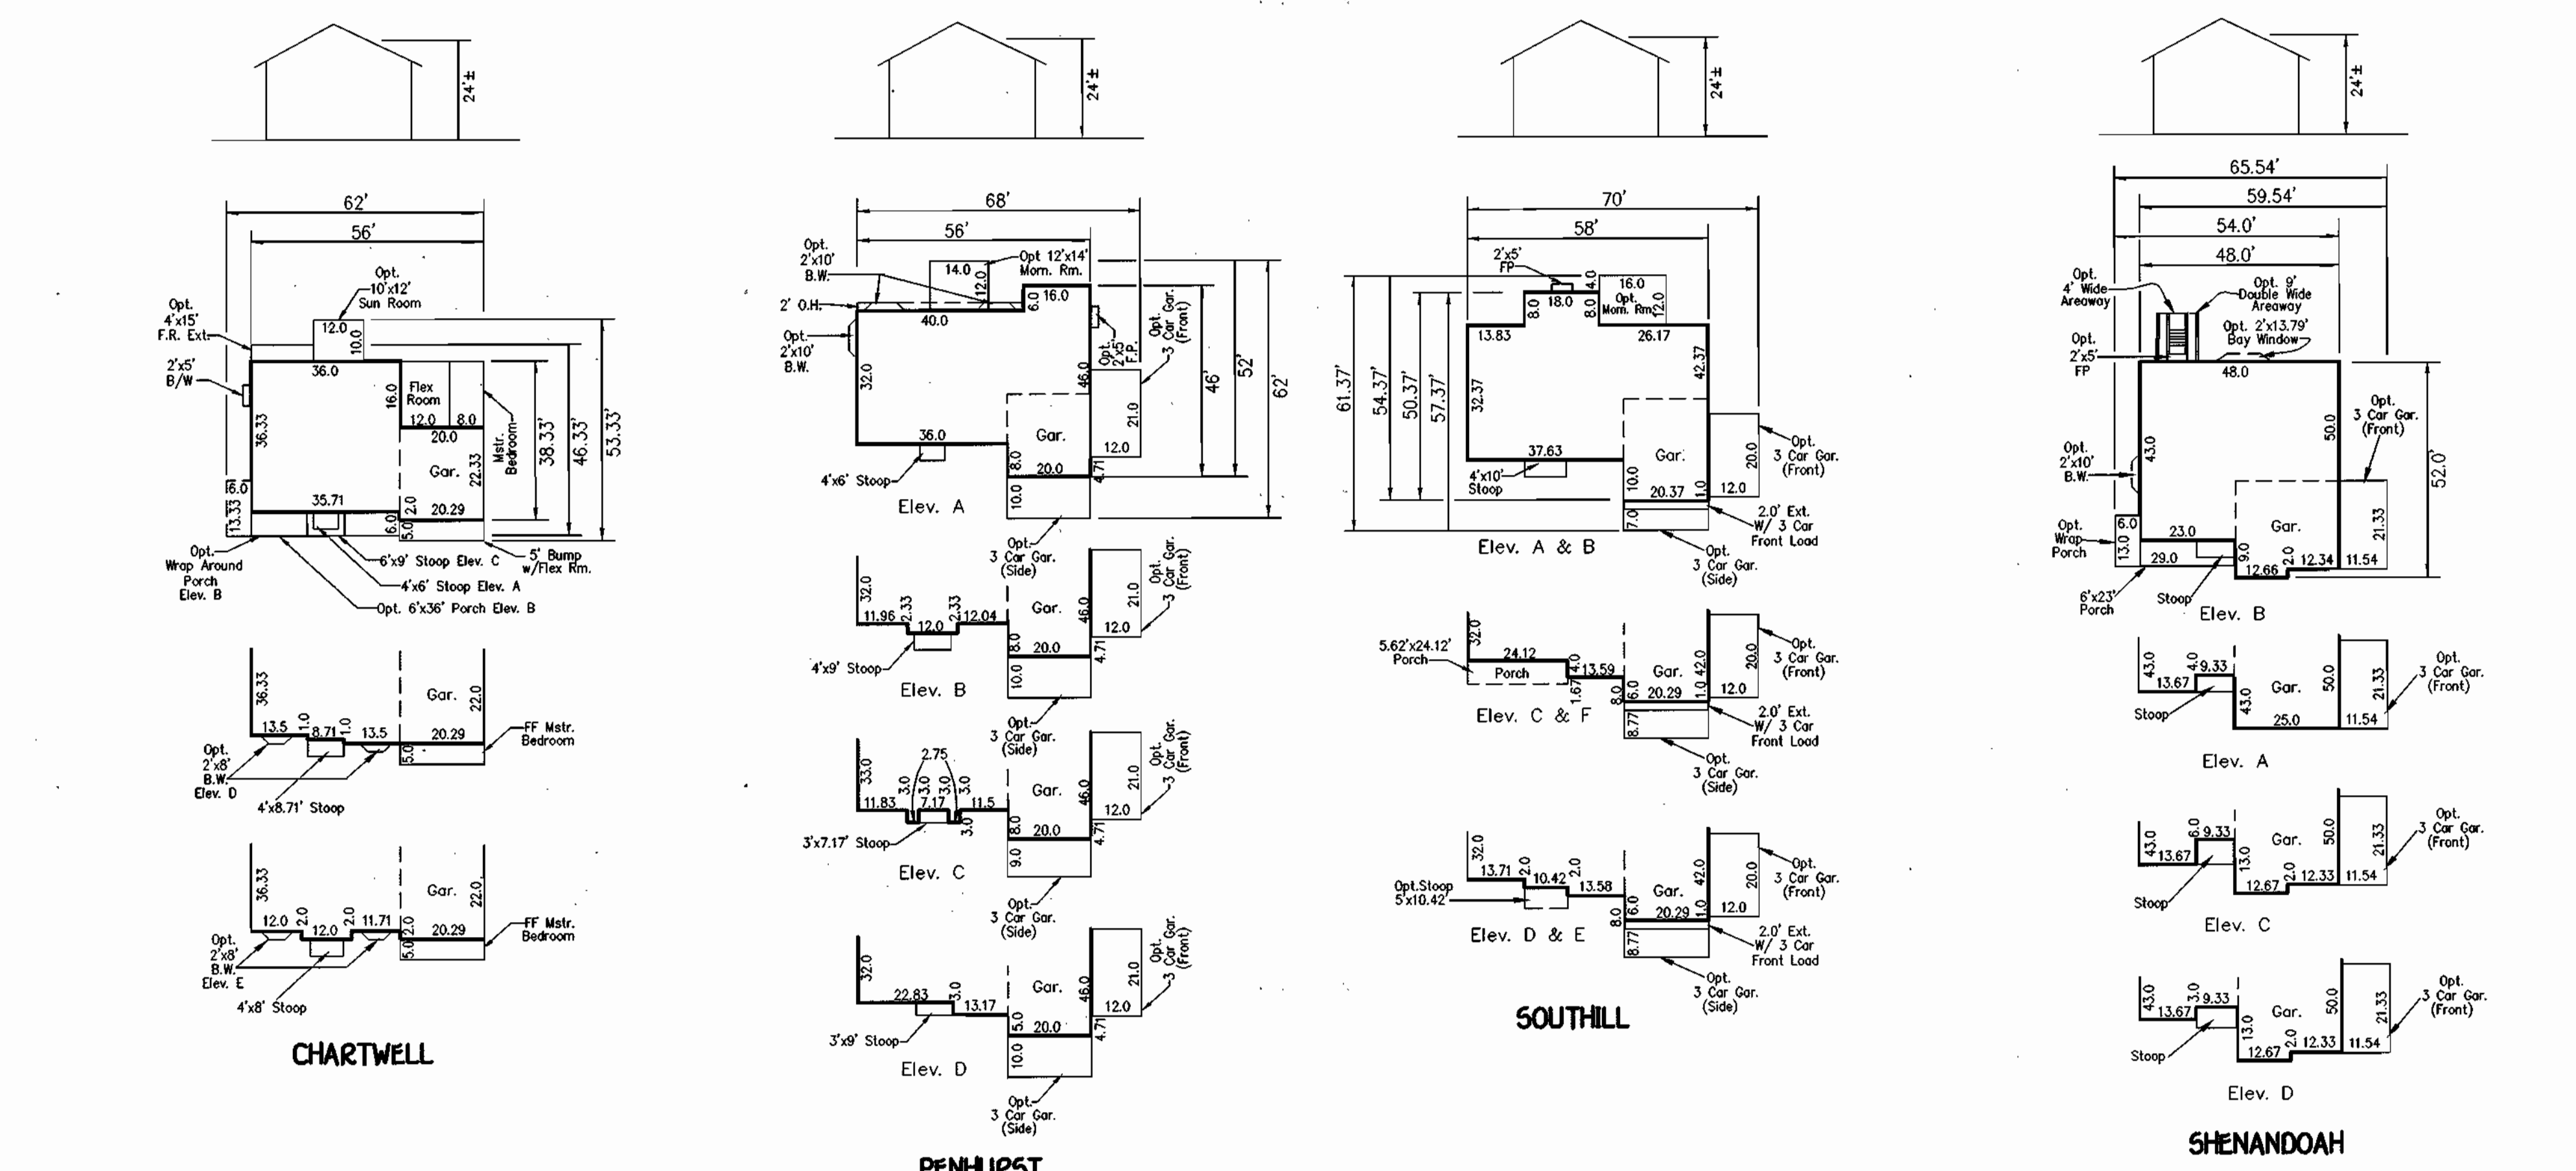 24'±
62'
56'
Opt.
10'x12'
Sun Room
Opt.
4'x15'
F.R. Ext.
12.0
10.0
2'x5'
B/W
36.0
16.0
Flex
Room
12.0
8.0
20.0
36.33
Gar.
22.33
Mstr.
Bedroom
38.33'
46.33'
53.33'
6.0
13.33
35.71
6.0
2.0
5.0
20.29
Opt.
Wrap Around
Porch
Elev. B
6'x9' Stoop Elev. C
4'x6' Stoop Elev. A
Opt. 6'x36' Porch Elev. B
5' Bump
w/Flex Rm.
36.33
13.5
1.0
8.71
1.0
13.5
Gar.
22.0
20.29
5.0
FF Mstr.
Bedroom
Opt.
2'x8'
B.W.
Elev. D
4'x8.71' Stoop
36.33
12.0
2.0
12.0
2.0
11.71
2.0
5.0
Gar.
22.0
20.29
FF Mstr.
Bedroom
Opt.
2'x8'
B.W.
Elev. E
4'x8' Stoop
CHARTWELL
24'±
68'
56'
Opt.
2'x10'
B.W.
14.0
12.0
Opt 12'x14'
Morn. Rm.
2' O.H.
40.0
6.0
16.0
Opt.
2'x10'
B.W.
32.0
46.0
Opt.
2'x5'
F.P.
Opt.
3 Car Gar.
(Front)
21.0
12.0
4.71
36.0
Gar.
8.0
20.0
10.0
46'
52'
62'
4'x6' Stoop
Elev. A
Opt.
3 Car Gar.
(Side)
32.0
11.96
2.33
12.0
2.33
12.04
Gar.
46.0
8.0
20.0
10.0
21.0
12.0
4.71
Opt.
3 Car Gar.
(Front)
4'x9' Stoop
Elev. B
Opt.
3 Car Gar.
(Side)
33.0
2.75
11.83
3.0
3.0
7.17
3.0
3.0
3.0
11.5
Gar.
46.0
8.0
20.0
9.0
21.0
12.0
4.71
Opt.
3 Car Gar.
(Front)
3'x7.17' Stoop
Elev. C
Opt.
3 Car Gar.
(Side)
32.0
22.83
3.0
13.17
Gar.
46.0
5.0
20.0
10.0
21.0
12.0
4.71
Opt.
3 Car Gar.
(Front)
3'x9' Stoop
Elev. D
Opt.
3 Car Gar.
(Side)
PENHURST
24'±
70'
58'
2'x5'
FP
4.0
16.0
18.0
8.0
8.0
Opt.
Morn. Rm.
12.0
13.83
26.17
61.37'
54.37'
50.37'
57.37'
32.37
42.37
37.63
Gar.
10.0
20.37
1.0
7.0
20.0
12.0
Opt.
3 Car Gar.
(Front)
4'x10'
Stoop
2.0' Ext.
W/ 3 Car
Front Load
Elev. A & B
Opt.
3 Car Gar.
(Side)
5.62'x24.12'
Porch
32.0
24.12
Porch
4.0
13.59
1.67
8.0
6.0
Gar.
42.0
20.29
1.0
8.77
20.0
12.0
Opt.
3 Car Gar.
(Front)
2.0' Ext.
W/ 3 Car
Front Load
Elev. C & F
Opt.
3 Car Gar.
(Side)
32.0
13.71
2.0
10.42
2.0
13.58
Opt.Stoop
5'x10.42'
8.0
6.0
Gar.
42.0
20.29
1.0
8.77
20.0
12.0
Opt.
3 Car Gar.
(Front)
2.0' Ext.
W/ 3 Car
Front Load
Elev. D & E
Opt.
3 Car Gar.
(Side)
SOUTHILL
24'±
65.54'
59.54'
54.0'
48.0'
Opt.
4' Wide
Areaway
Opt. 9'
Double Wide
Areaway
Opt. 2'x13.79'
Bay Window
Opt.
2'x5'
FP
48.0
43.0
50.0
Opt.
3 Car Gar.
(Front)
52.0'
Opt.
2'x10'
B.W.
Opt.
Wrap
Porch
6.0
13.0
23.0
29.0
9.0
12.66
2.0
12.34
11.54
21.33
Gar.
6'x23'
Porch
Stoop
Elev. B
43.0
13.67
4.0
9.33
43.0
Gar.
25.0
50.0
21.33
11.54
Opt.
3 Car Gar.
(Front)
Stoop
Elev. A
43.0
13.67
6.0
9.33
13.0
Gar.
12.67
2.0
12.33
50.0
21.33
11.54
Opt.
3 Car Gar.
(Front)
Stoop
Elev. C
43.0
13.67
3.0
9.33
13.0
Gar.
12.67
2.0
12.33
50.0
21.33
11.54
Opt.
3 Car Gar.
(Front)
Stoop
Elev. D
SHENANDOAH